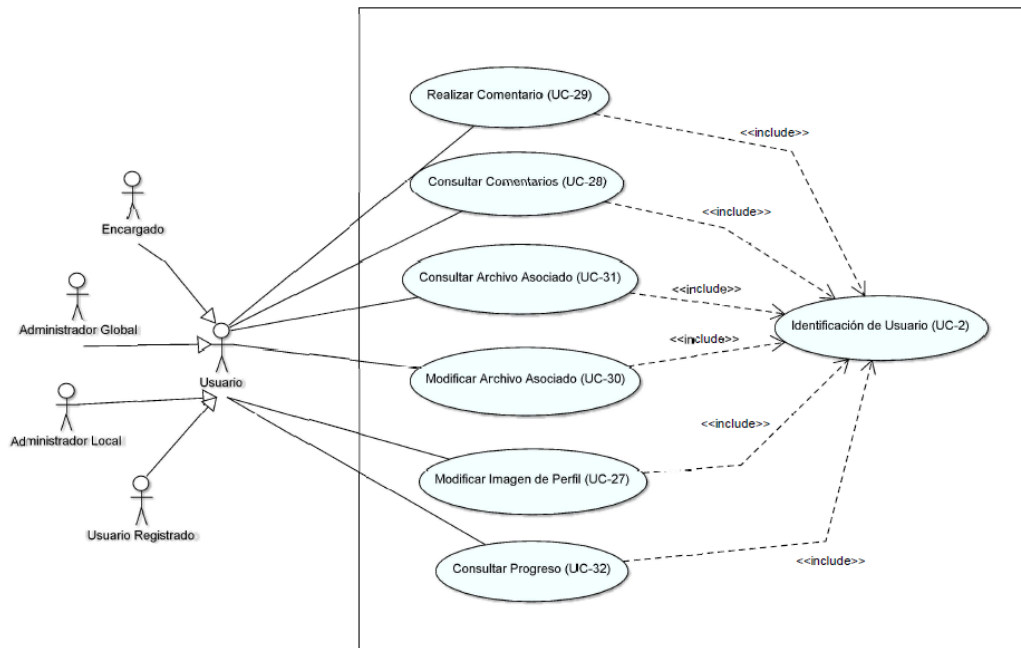 Realizar Comentario (UC-29)
<<include>>
Consultar Comentarios (UC-28)
<<include>>
Encargado
Consultar Archivo Asociado (UC-31)
<<include>>
Administrador Global
Identificación de Usuario (UC-2)
Usuario
Modificar Archivo Asociado (UC-30)
<<include>>
Administrador Local
<<include>>
Modificar Imagen de Perfil (UC-27)
Usuario Registrado
Consultar Progreso (UC-32)
<<include>>